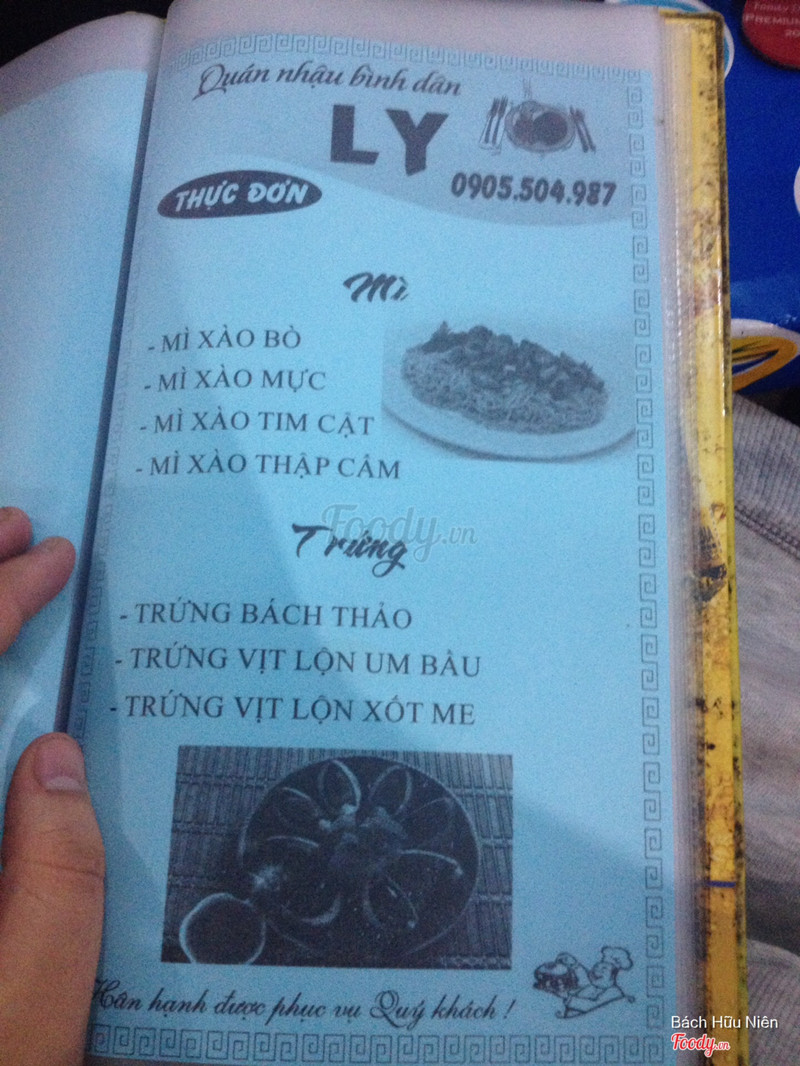 Quán nhậu bình dân
LY
0905.504.987
THỰC ĐƠN
Mì
- MÌ XÀO BÒ
- MÌ XÀO MỰC
- MÌ XÀO TIM CẬT
- MÌ XÀO THẬP CẨM
Foody.vn
Trứng
- TRỨNG BÁCH THẢO
- TRỨNG VỊT LỘN UM BẦU
- TRỨNG VỊT LỘN XỐT ME
Hân hạnh được phục vụ Quý khách !
Bách Hữu Niên
Foody.vn